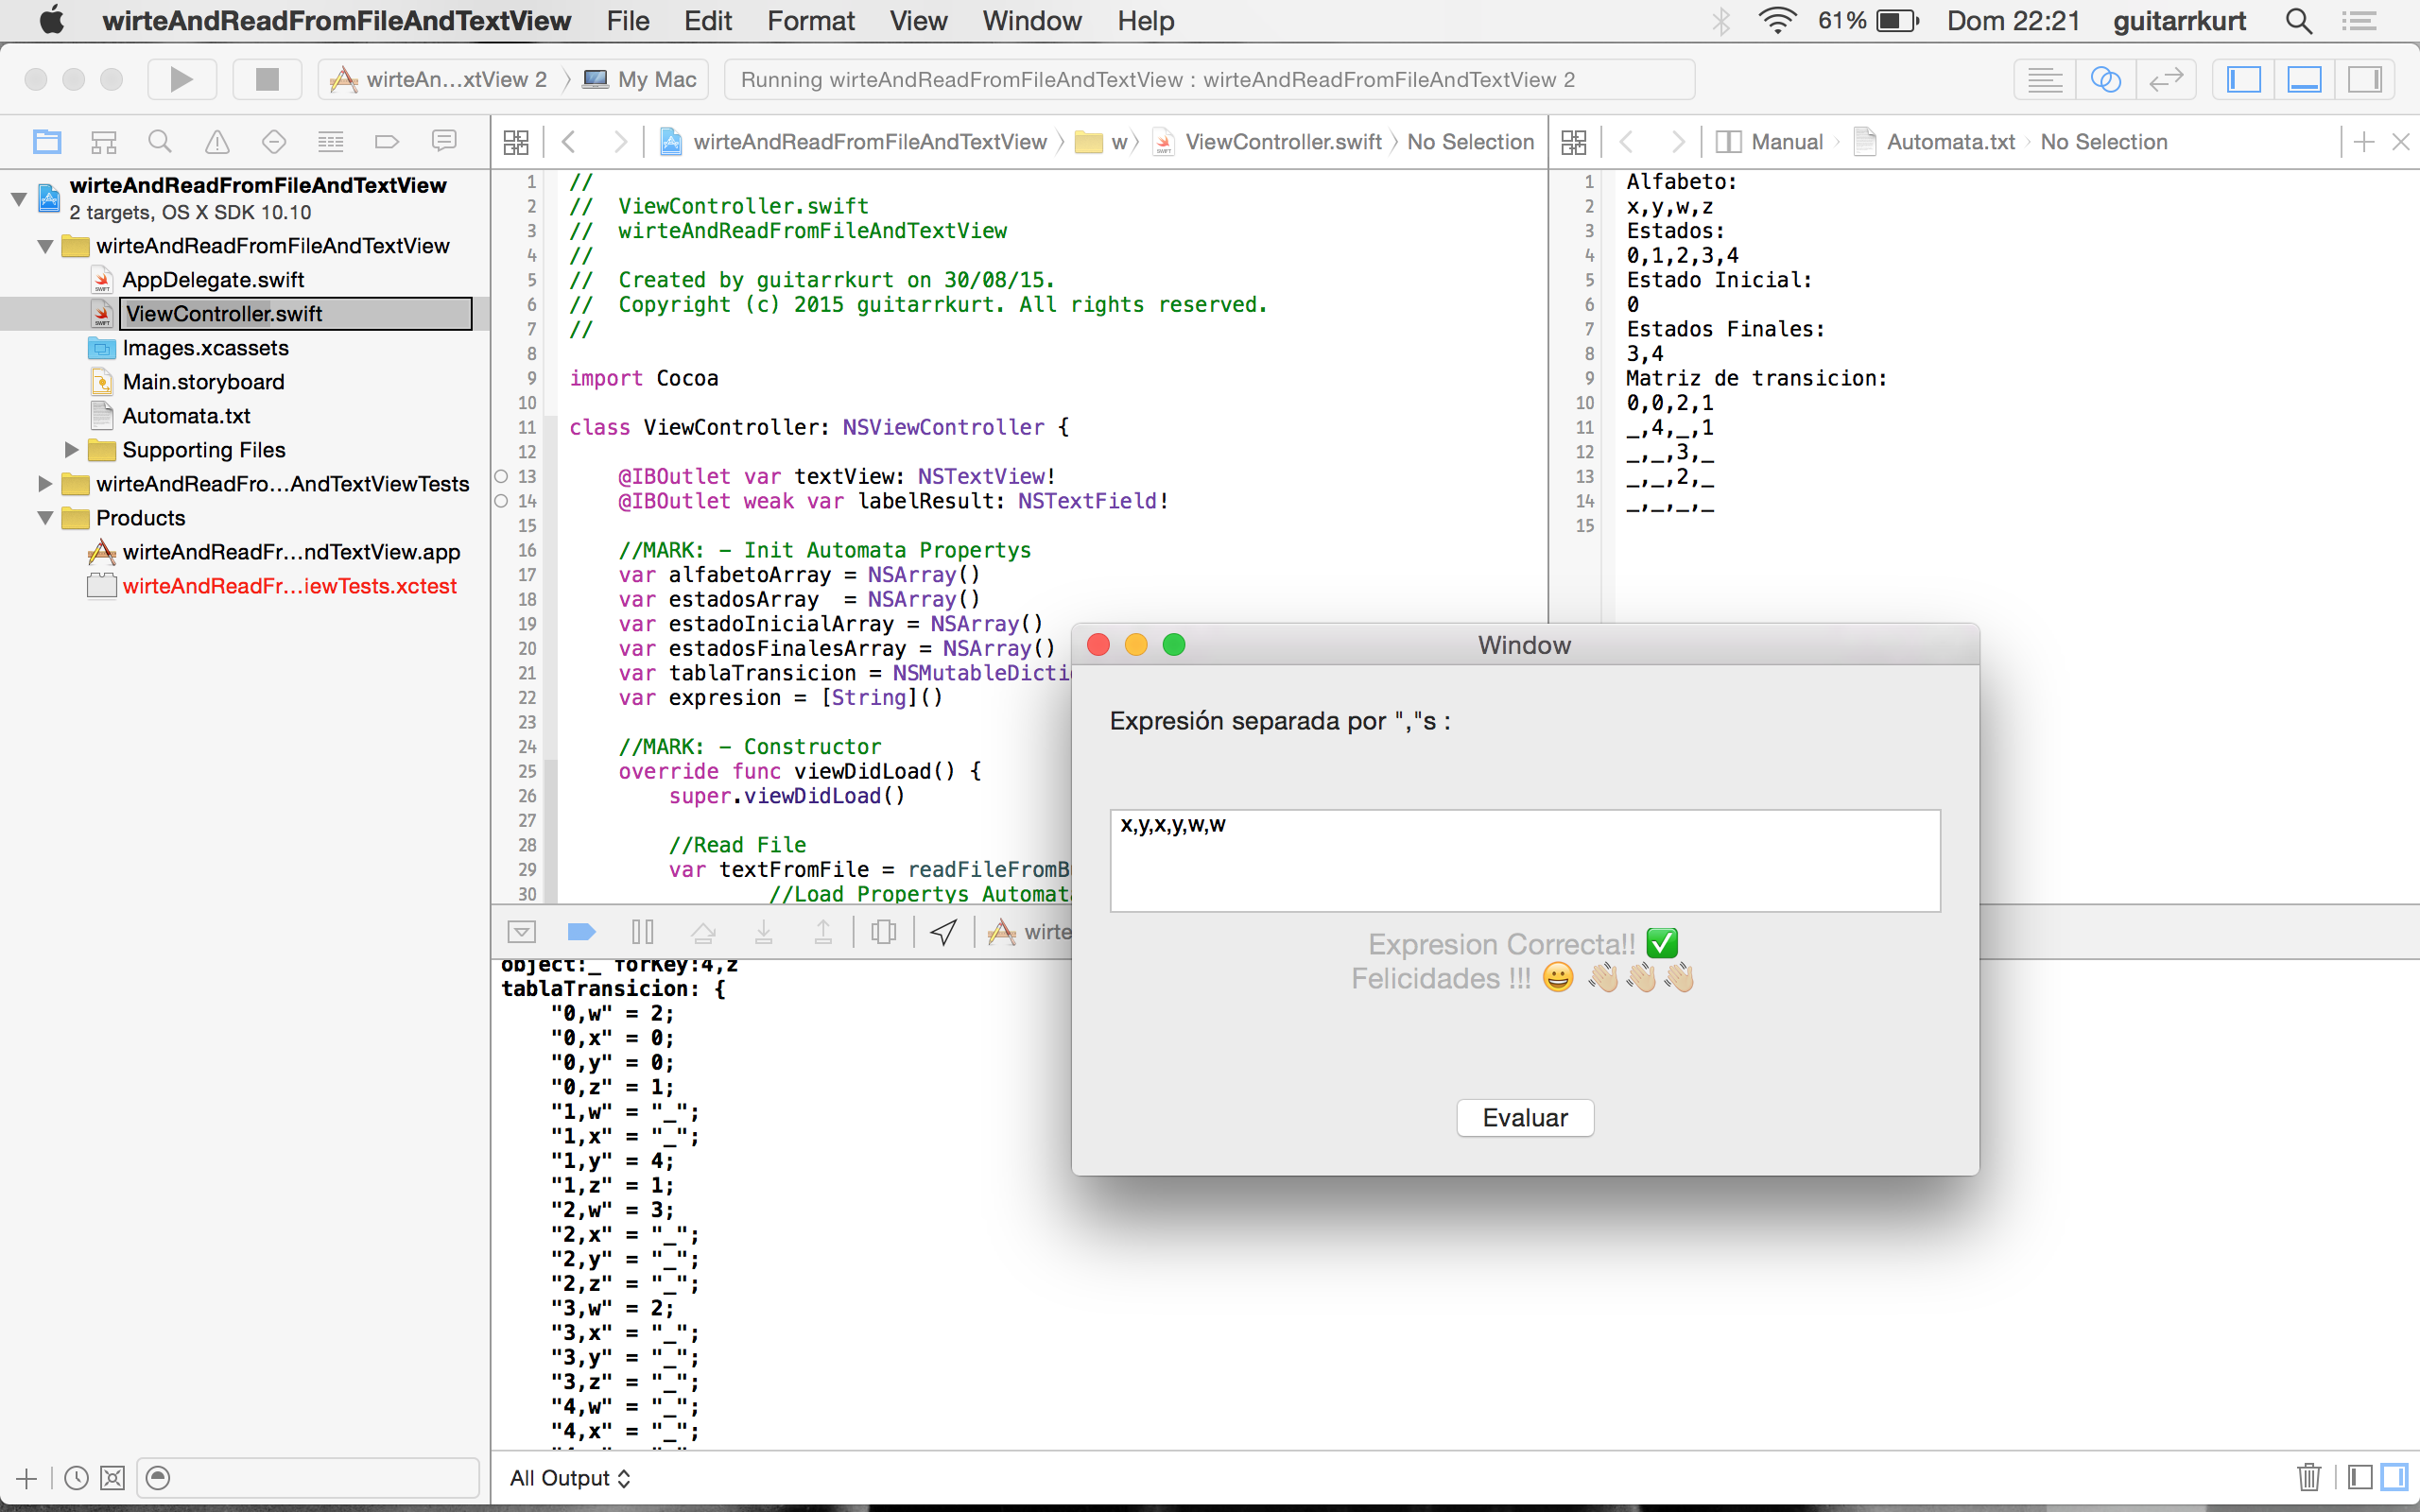 wirteAndReadFromFileAndTextView File Edit Format View Window Help 61% Dom 22:21 guitarrkurt
wirteAn...xtView 2 My Mac Running wirteAndReadFromFileAndTextView : wirteAndReadFromFileAndTextView 2
wirteAndReadFromFileAndTextView w ViewController.swift No Selection
Manual Automata.txt No Selection
wirteAndReadFromFileAndTextView
2 targets, OS X SDK 10.10
wirteAndReadFromFileAndTextView
AppDelegate.swift
ViewController.swift
Images.xcassets
Main.storyboard
Automata.txt
Supporting Files
wirteAndReadFro...AndTextViewTests
Products
wirteAndReadFr...ndTextView.app
wirteAndReadFr...iewTests.xctest
1 //
2 // ViewController.swift
3 // wirteAndReadFromFileAndTextView
4 //
5 // Created by guitarrkurt on 30/08/15.
6 // Copyright (c) 2015 guitarrkurt. All rights reserved.
7 //
8
9 import Cocoa
10
11 class ViewController: NSViewController {
12
13 @IBOutlet var textView: NSTextView!
14 @IBOutlet weak var labelResult: NSTextField!
15
16 //MARK: - Init Automata Propertys
17 var alfabetoArray = NSArray()
18 var estadosArray  = NSArray()
19 var estadoInicialArray = NSArray()
20 var estadosFinalesArray = NSArray()
21 var tablaTransicion = NSMutableDicti
22 var expresion = [String]()
23
24 //MARK: - Constructor
25 override func viewDidLoad() {
26 super.viewDidLoad()
27
28 //Read File
29 var textFromFile = readFileFromB
30 //Load Propertys Automat
1 Alfabeto:
2 x,y,w,z
3 Estados:
4 0,1,2,3,4
5 Estado Inicial:
6 0
7 Estados Finales:
8 3,4
9 Matriz de transicion:
10 0,0,2,1
11 _,4,_,1
12 _,_,3,_
13 _,_,2,_
14 _,_,_,_
15
Window
Expresión separada por ","s :
x,y,x,y,w,w
Expresion Correcta!! ✅
Felicidades !!! 😀 👋🏼👋🏼👋🏼
Evaluar
wirte
object:_ forKey:4,z
tablaTransicion: {
"0,w" = 2;
"0,x" = 0;
"0,y" = 0;
"0,z" = 1;
"1,w" = "_";
"1,x" = "_";
"1,y" = 4;
"1,z" = 1;
"2,w" = 3;
"2,x" = "_";
"2,y" = "_";
"2,z" = "_";
"3,w" = 2;
"3,x" = "_";
"3,y" = "_";
"3,z" = "_";
"4,w" = "_";
"4,x" = "_";
All Output